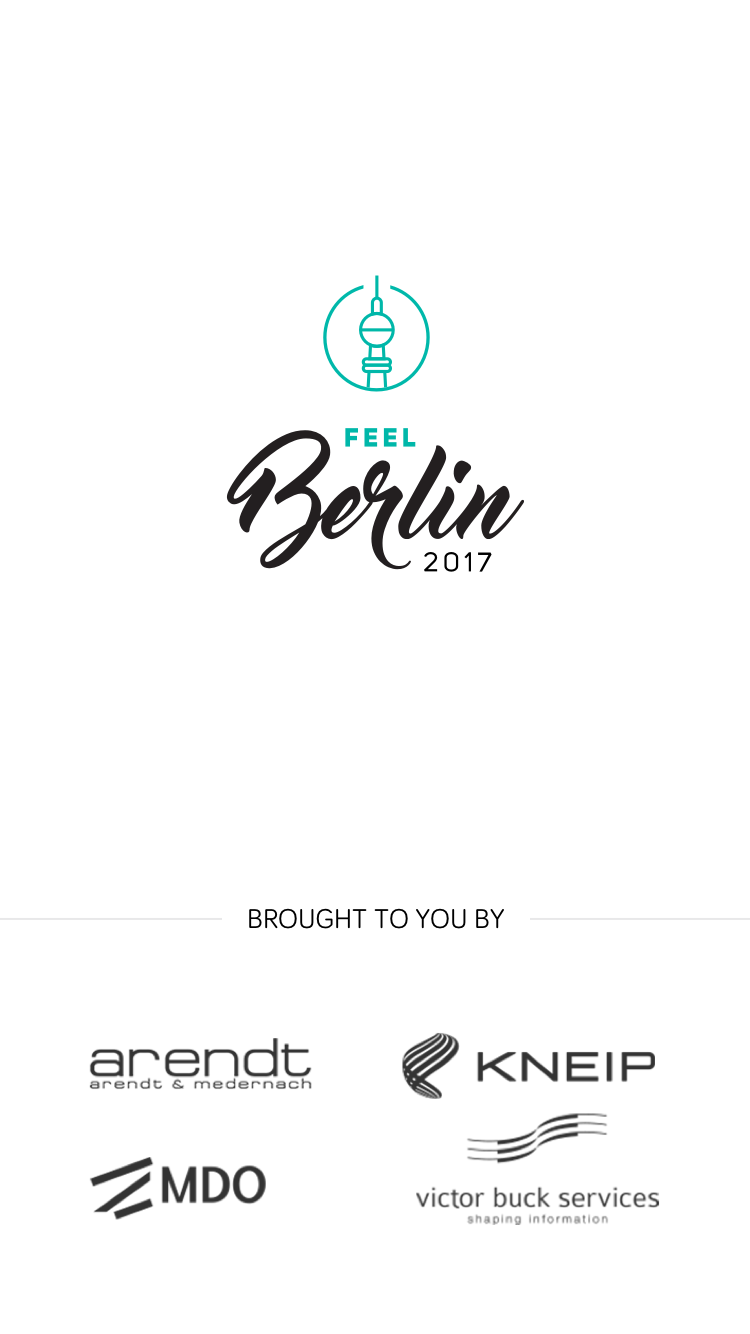 FEEL
Berlin
2017
BROUGHT TO YOU BY
arendt
arendt & medernach
KNEIP
MDO
victor buck services
shaping information